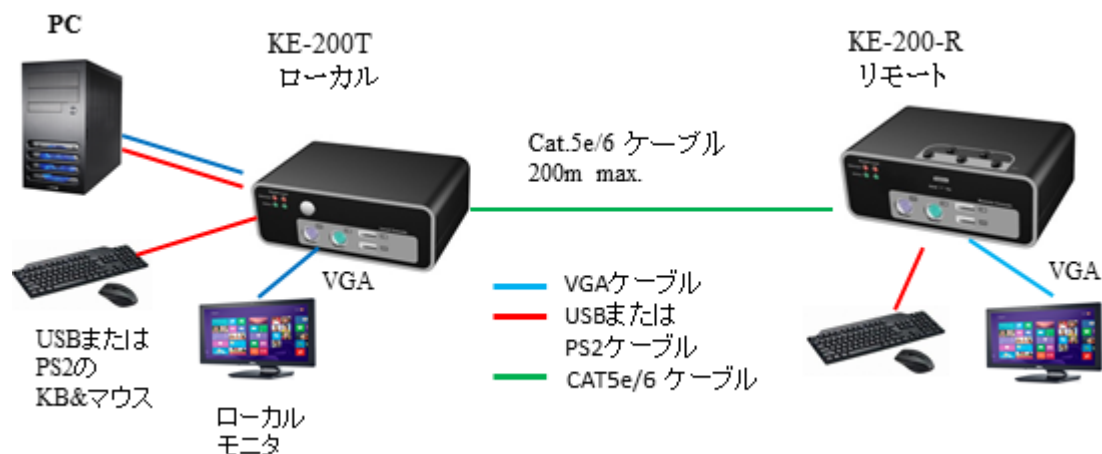 PC
KE-200T
ローカル
KE-200-R
リモート
Cat.5e/6 ケーブル
200m max.
VGA
VGA
USBまたは
PS2の
KB&マウス
ローカル
モニタ
VGAケーブル
USBまたは
PS2ケーブル
CAT5e/6 ケーブル